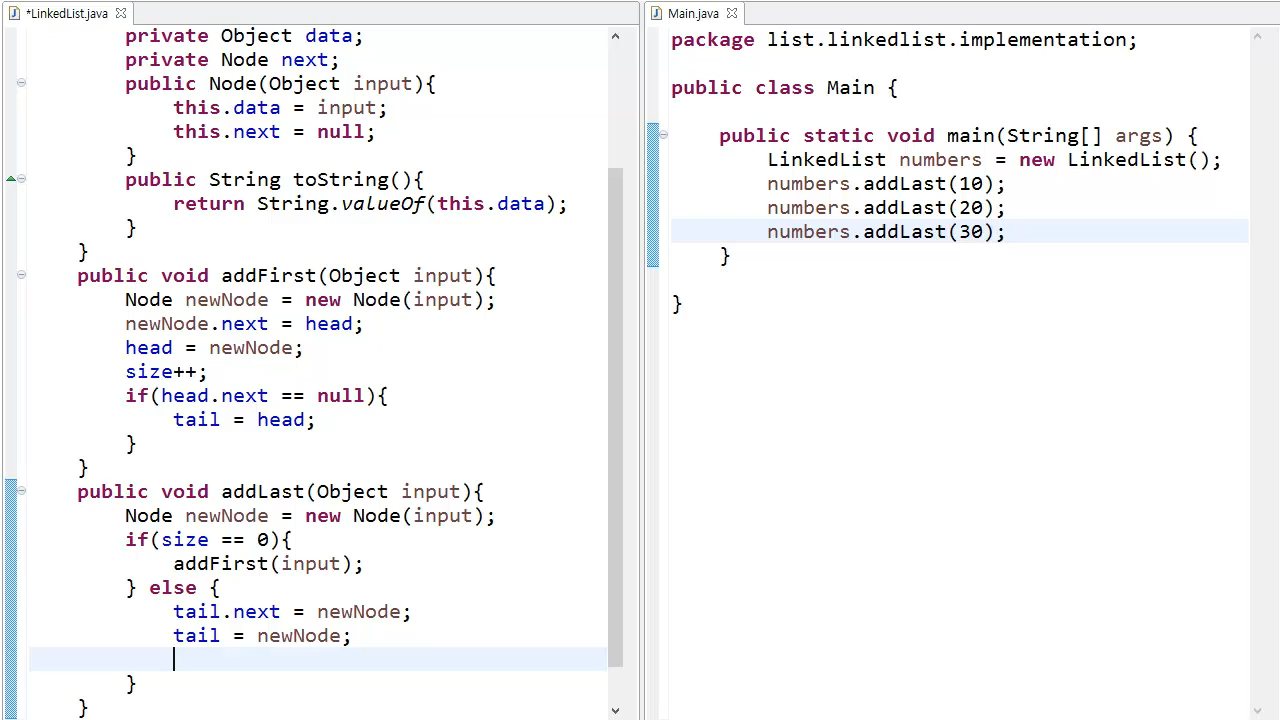 *LinkedList.java
private Object data;
private Node next;
public Node(Object input){
this.data = input;
this.next = null;
}
public String toString(){
return String.valueOf(this.data);
}
}
public void addFirst(Object input){
Node newNode = new Node(input);
newNode.next = head;
head = newNode;
size++;
if(head.next == null){
tail = head;
}
}
public void addLast(Object input){
Node newNode = new Node(input);
if(size == 0){
addFirst(input);
} else {
tail.next = newNode;
tail = newNode;
}
}
Main.java
package list.linkedlist.implementation;
public class Main {
public static void main(String[] args) {
LinkedList numbers = new LinkedList();
numbers.addLast(10);
numbers.addLast(20);
numbers.addLast(30);
}
}